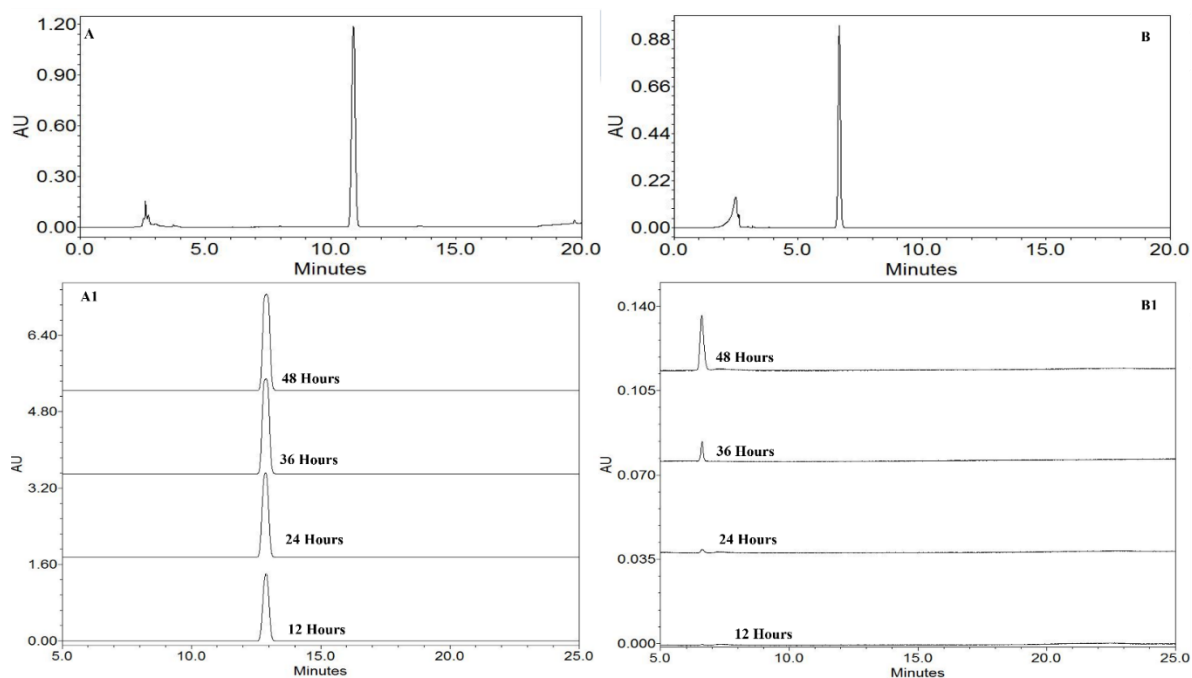 A
1.20
0.90
0.60
0.30
0.00
AU
0.0
5.0
10.0
15.0
20.0
Minutes
B
0.88
0.66
0.44
0.22
0.00
AU
0.0
5.0
10.0
15.0
20.0
Minutes
A1
6.40
4.80
3.20
1.60
0.00
AU
48 Hours
36 Hours
24 Hours
12 Hours
5.0
10.0
15.0
20.0
25.0
Minutes
B1
0.140
0.105
0.070
0.035
0.000
AU
48 Hours
36 Hours
24 Hours
12 Hours
5.0
10.0
15.0
20.0
25.0
Minutes